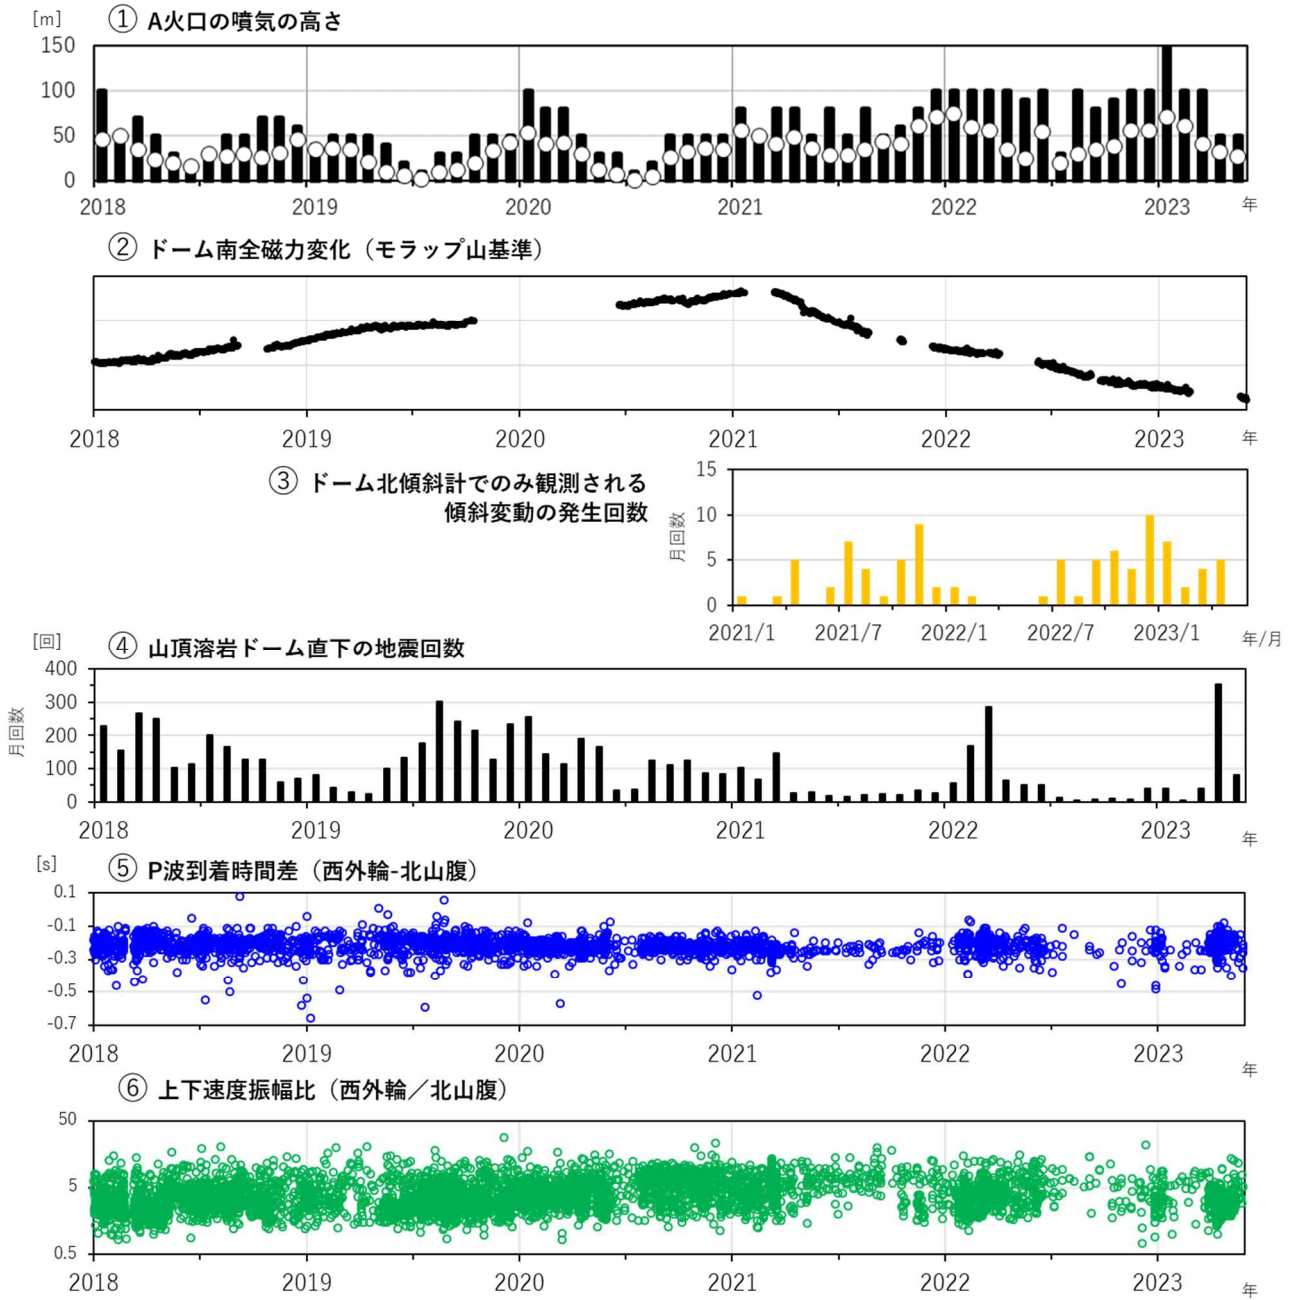 [m]
① A火口の噴気の高さ
150
100
50
0
2018 2019 2020 2021 2022 2023 年
② ドーム南全磁力変化（モラップ山基準）
2018 2019 2020 2021 2022 2023 年
③ ドーム北傾斜計でのみ観測される
傾斜変動の発生回数
月回数
15
10
5
0
2021/1 2021/7 2022/1 2022/7 2023/1 年/月
[回]
④ 山頂溶岩ドーム直下の地震回数
月回数
400
300
200
100
0
2018 2019 2020 2021 2022 2023 年
[s]
⑤ P波到着時間差（西外輪-北山腹）
0.1
-0.1
-0.3
-0.5
-0.7
2018 2019 2020 2021 2022 2023 年
⑥ 上下速度振幅比（西外輪／北山腹）
50
5
0.5
2018 2019 2020 2021 2022 2023 年